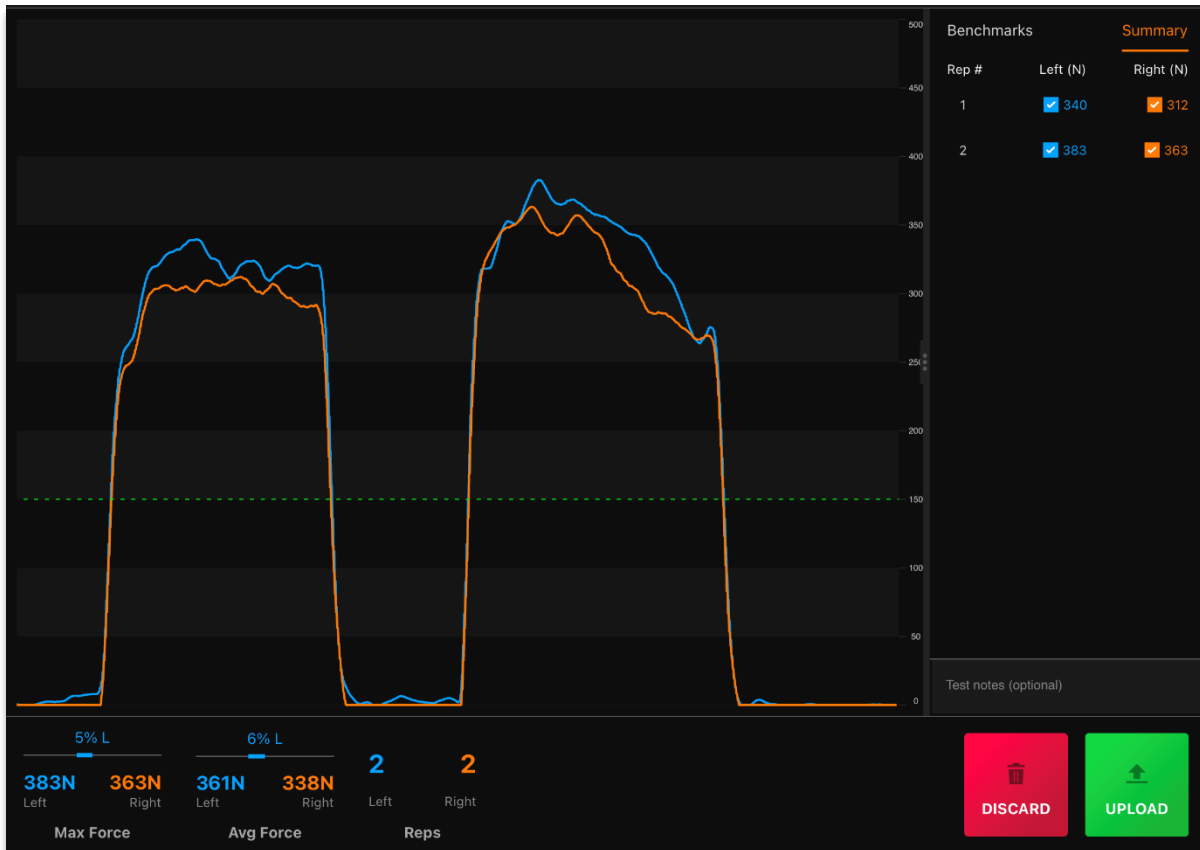 500
450
400
350
300
250
200
150
100
50
0
Benchmarks Summary
Rep # Left (N) Right (N)
1 340 312
2 383 363
Test notes (optional)
5% L
383N 363N
Left Right
Max Force
6% L
361N 338N
Left Right
Avg Force
2 2
Left Right
Reps
DISCARD
UPLOAD